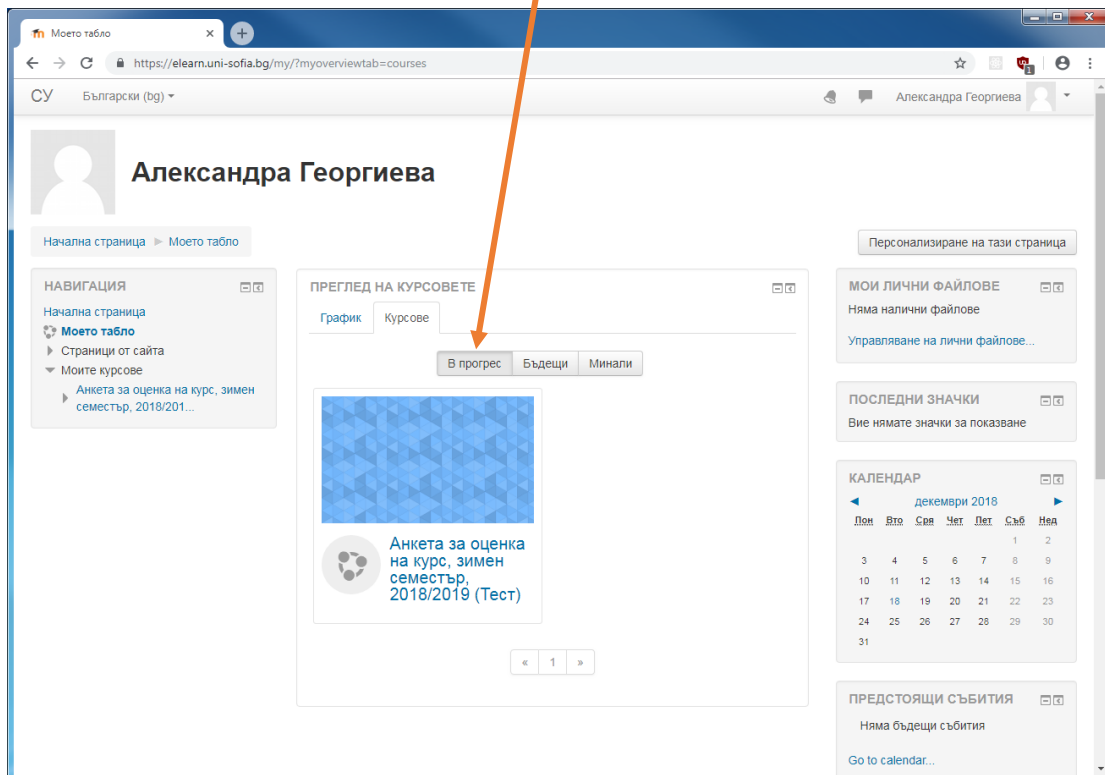 Моето табло
https://elearn.uni-sofia.bg/my/?myoverviewtab=courses
1
СУ Български (bg)
Александра Георгиева
Александра Георгиева
Начална страница ► Моето табло
Персонализиране на тази страница
НАВИГАЦИЯ
Начална страница
Моето табло
Страници от сайта
Моите курсове
Анкета за оценка на курс, зимен
семестър, 2018/201...
ПРЕГЛЕД НА КУРСОВЕТЕ
График Курсове
В прогрес Бъдещи Минали
Анкета за оценка
на курс, зимен
семестър,
2018/2019 (Тест)
« 1 »
МОИ ЛИЧНИ ФАЙЛОВЕ
Няма налични файлове
Управляване на лични файлове...
ПОСЛЕДНИ ЗНАЧКИ
Вие нямате значки за показване
КАЛЕНДАР
◄ декември 2018 ►
Пон Вто Сря Чет Пет Съб Нед
1 2
3 4 5 6 7 8 9
10 11 12 13 14 15 16
17 18 19 20 21 22 23
24 25 26 27 28 29 30
31
ПРЕДСТОЯЩИ СЪБИТИЯ
Няма бъдещи събития
Go to calendar...